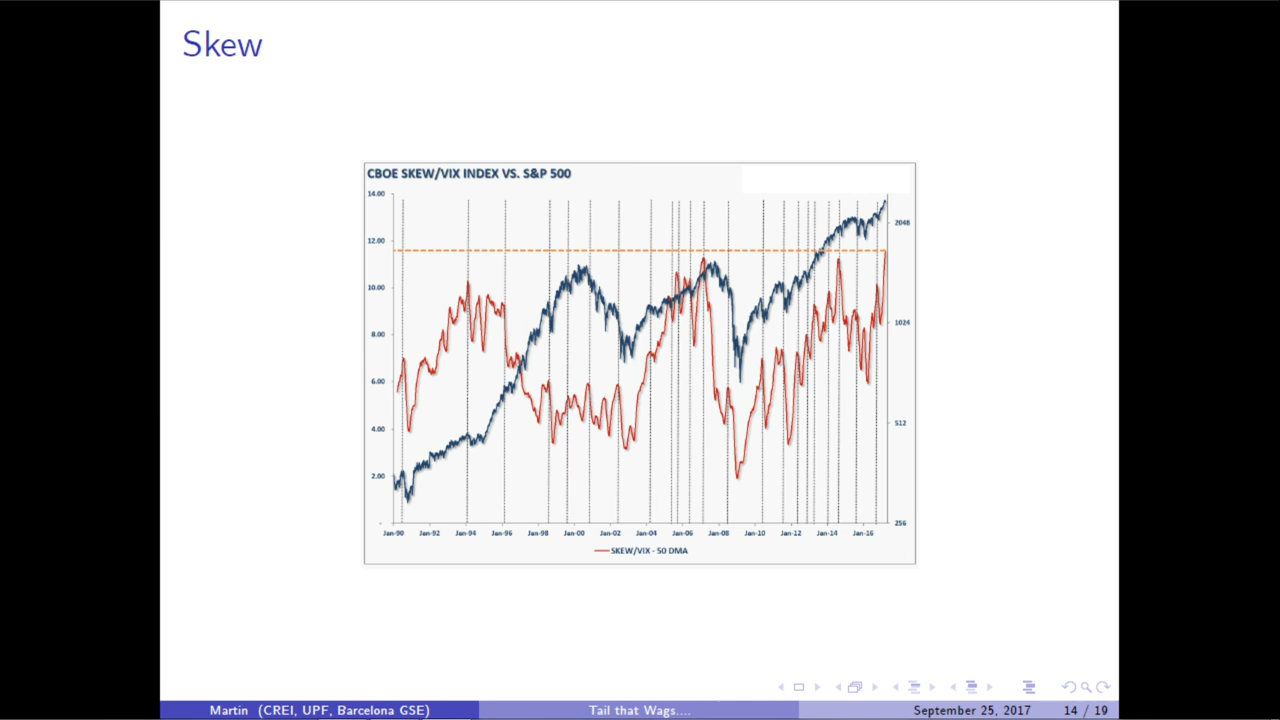 Skew
CBOE SKEW/VIX INDEX VS. S&P 500
14.00
12.00
10.00
8.00
6.00
4.00
2.00
-
2048
1024
512
256
Jan-90 Jan-92 Jan-94 Jan-96 Jan-98 Jan-00 Jan-02 Jan-04 Jan-06 Jan-08 Jan-10 Jan-12 Jan-14 Jan-16
SKEW/VIX - 50 DMA
Martin (CREI, UPF, Barcelona GSE) Tail that Wags.... September 25, 2017 14 / 19